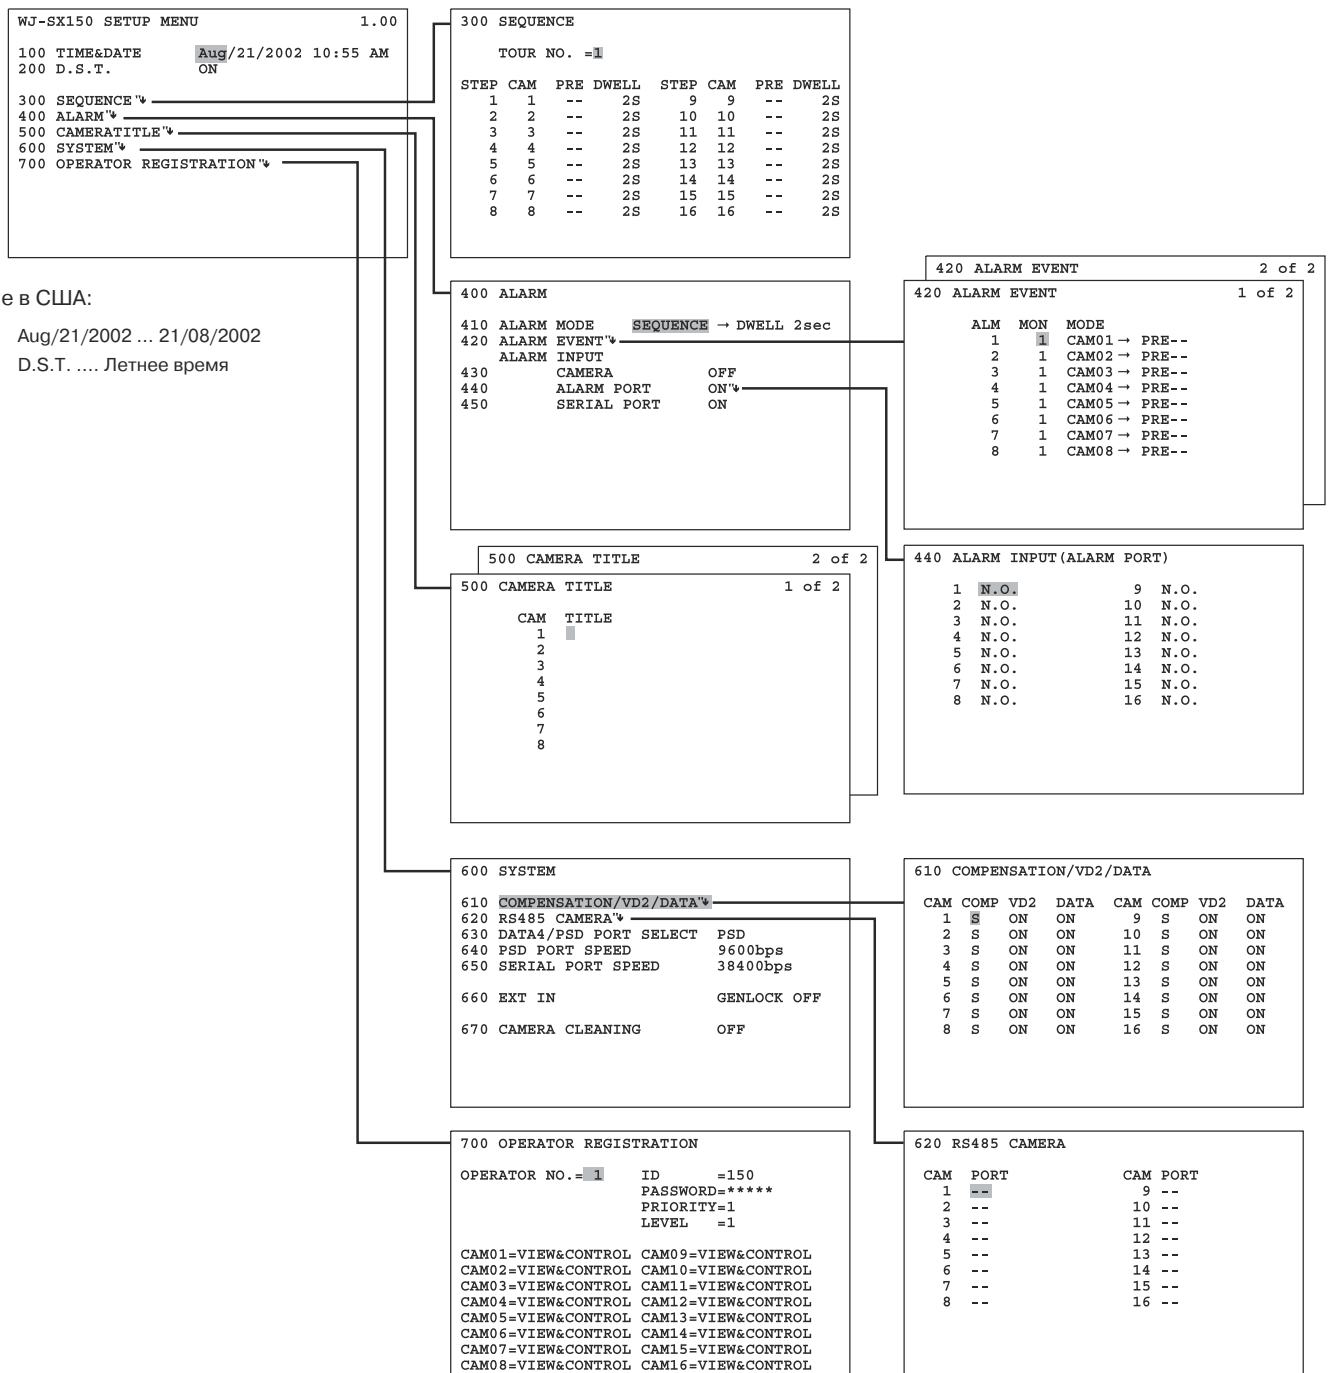 WJ-SX150 SETUP MENU 1.00
100 TIME&DATE Aug/21/2002 10:55 AM
200 D.S.T. ON
300 SEQUENCE
400 ALARM
500 CAMERATITLE
600 SYSTEM
700 OPERATOR REGISTRATION
е в США:
Aug/21/2002 ... 21/08/2002
D.S.T. .... Летнее время
300 SEQUENCE
TOUR NO. =1
STEP CAM PRE DWELL STEP CAM PRE DWELL
1 1 -- 2S 9 9 -- 2S
2 2 -- 2S 10 10 -- 2S
3 3 -- 2S 11 11 -- 2S
4 4 -- 2S 12 12 -- 2S
5 5 -- 2S 13 13 -- 2S
6 6 -- 2S 14 14 -- 2S
7 7 -- 2S 15 15 -- 2S
8 8 -- 2S 16 16 -- 2S
400 ALARM
410 ALARM MODE SEQUENCE → DWELL 2sec
420 ALARM EVENT
ALARM INPUT
430 CAMERA OFF
440 ALARM PORT ON
450 SERIAL PORT ON
420 ALARM EVENT 2 of 2
420 ALARM EVENT 1 of 2
ALM MON MODE
1 1 CAM01→ PRE--
2 1 CAM02→ PRE--
3 1 CAM03→ PRE--
4 1 CAM04→ PRE--
5 1 CAM05→ PRE--
6 1 CAM06→ PRE--
7 1 CAM07→ PRE--
8 1 CAM08→ PRE--
440 ALARM INPUT(ALARM PORT)
1 N.O. 9 N.O.
2 N.O. 10 N.O.
3 N.O. 11 N.O.
4 N.O. 12 N.O.
5 N.O. 13 N.O.
6 N.O. 14 N.O.
7 N.O. 15 N.O.
8 N.O. 16 N.O.
500 CAMERA TITLE 2 of 2
500 CAMERA TITLE 1 of 2
CAM TITLE
1
2
3
4
5
6
7
8
600 SYSTEM
610 COMPENSATION/VD2/DATA
620 RS485 CAMERA
630 DATA4/PSD PORT SELECT PSD
640 PSD PORT SPEED 9600bps
650 SERIAL PORT SPEED 38400bps
660 EXT IN GENLOCK OFF
670 CAMERA CLEANING OFF
610 COMPENSATION/VD2/DATA
CAM COMP VD2 DATA CAM COMP VD2 DATA
1 S ON ON 9 S ON ON
2 S ON ON 10 S ON ON
3 S ON ON 11 S ON ON
4 S ON ON 12 S ON ON
5 S ON ON 13 S ON ON
6 S ON ON 14 S ON ON
7 S ON ON 15 S ON ON
8 S ON ON 16 S ON ON
700 OPERATOR REGISTRATION
OPERATOR NO.= 1 ID =150
PASSWORD=*****
PRIORITY=1
LEVEL =1
CAM01=VIEW&CONTROL CAM09=VIEW&CONTROL
CAM02=VIEW&CONTROL CAM10=VIEW&CONTROL
CAM03=VIEW&CONTROL CAM11=VIEW&CONTROL
CAM04=VIEW&CONTROL CAM12=VIEW&CONTROL
CAM05=VIEW&CONTROL CAM13=VIEW&CONTROL
CAM06=VIEW&CONTROL CAM14=VIEW&CONTROL
CAM07=VIEW&CONTROL CAM15=VIEW&CONTROL
CAM08=VIEW&CONTROL CAM16=VIEW&CONTROL
620 RS485 CAMERA
CAM PORT CAM PORT
1 -- 9 --
2 -- 10 --
3 -- 11 --
4 -- 12 --
5 -- 13 --
6 -- 14 --
7 -- 15 --
8 -- 16 --